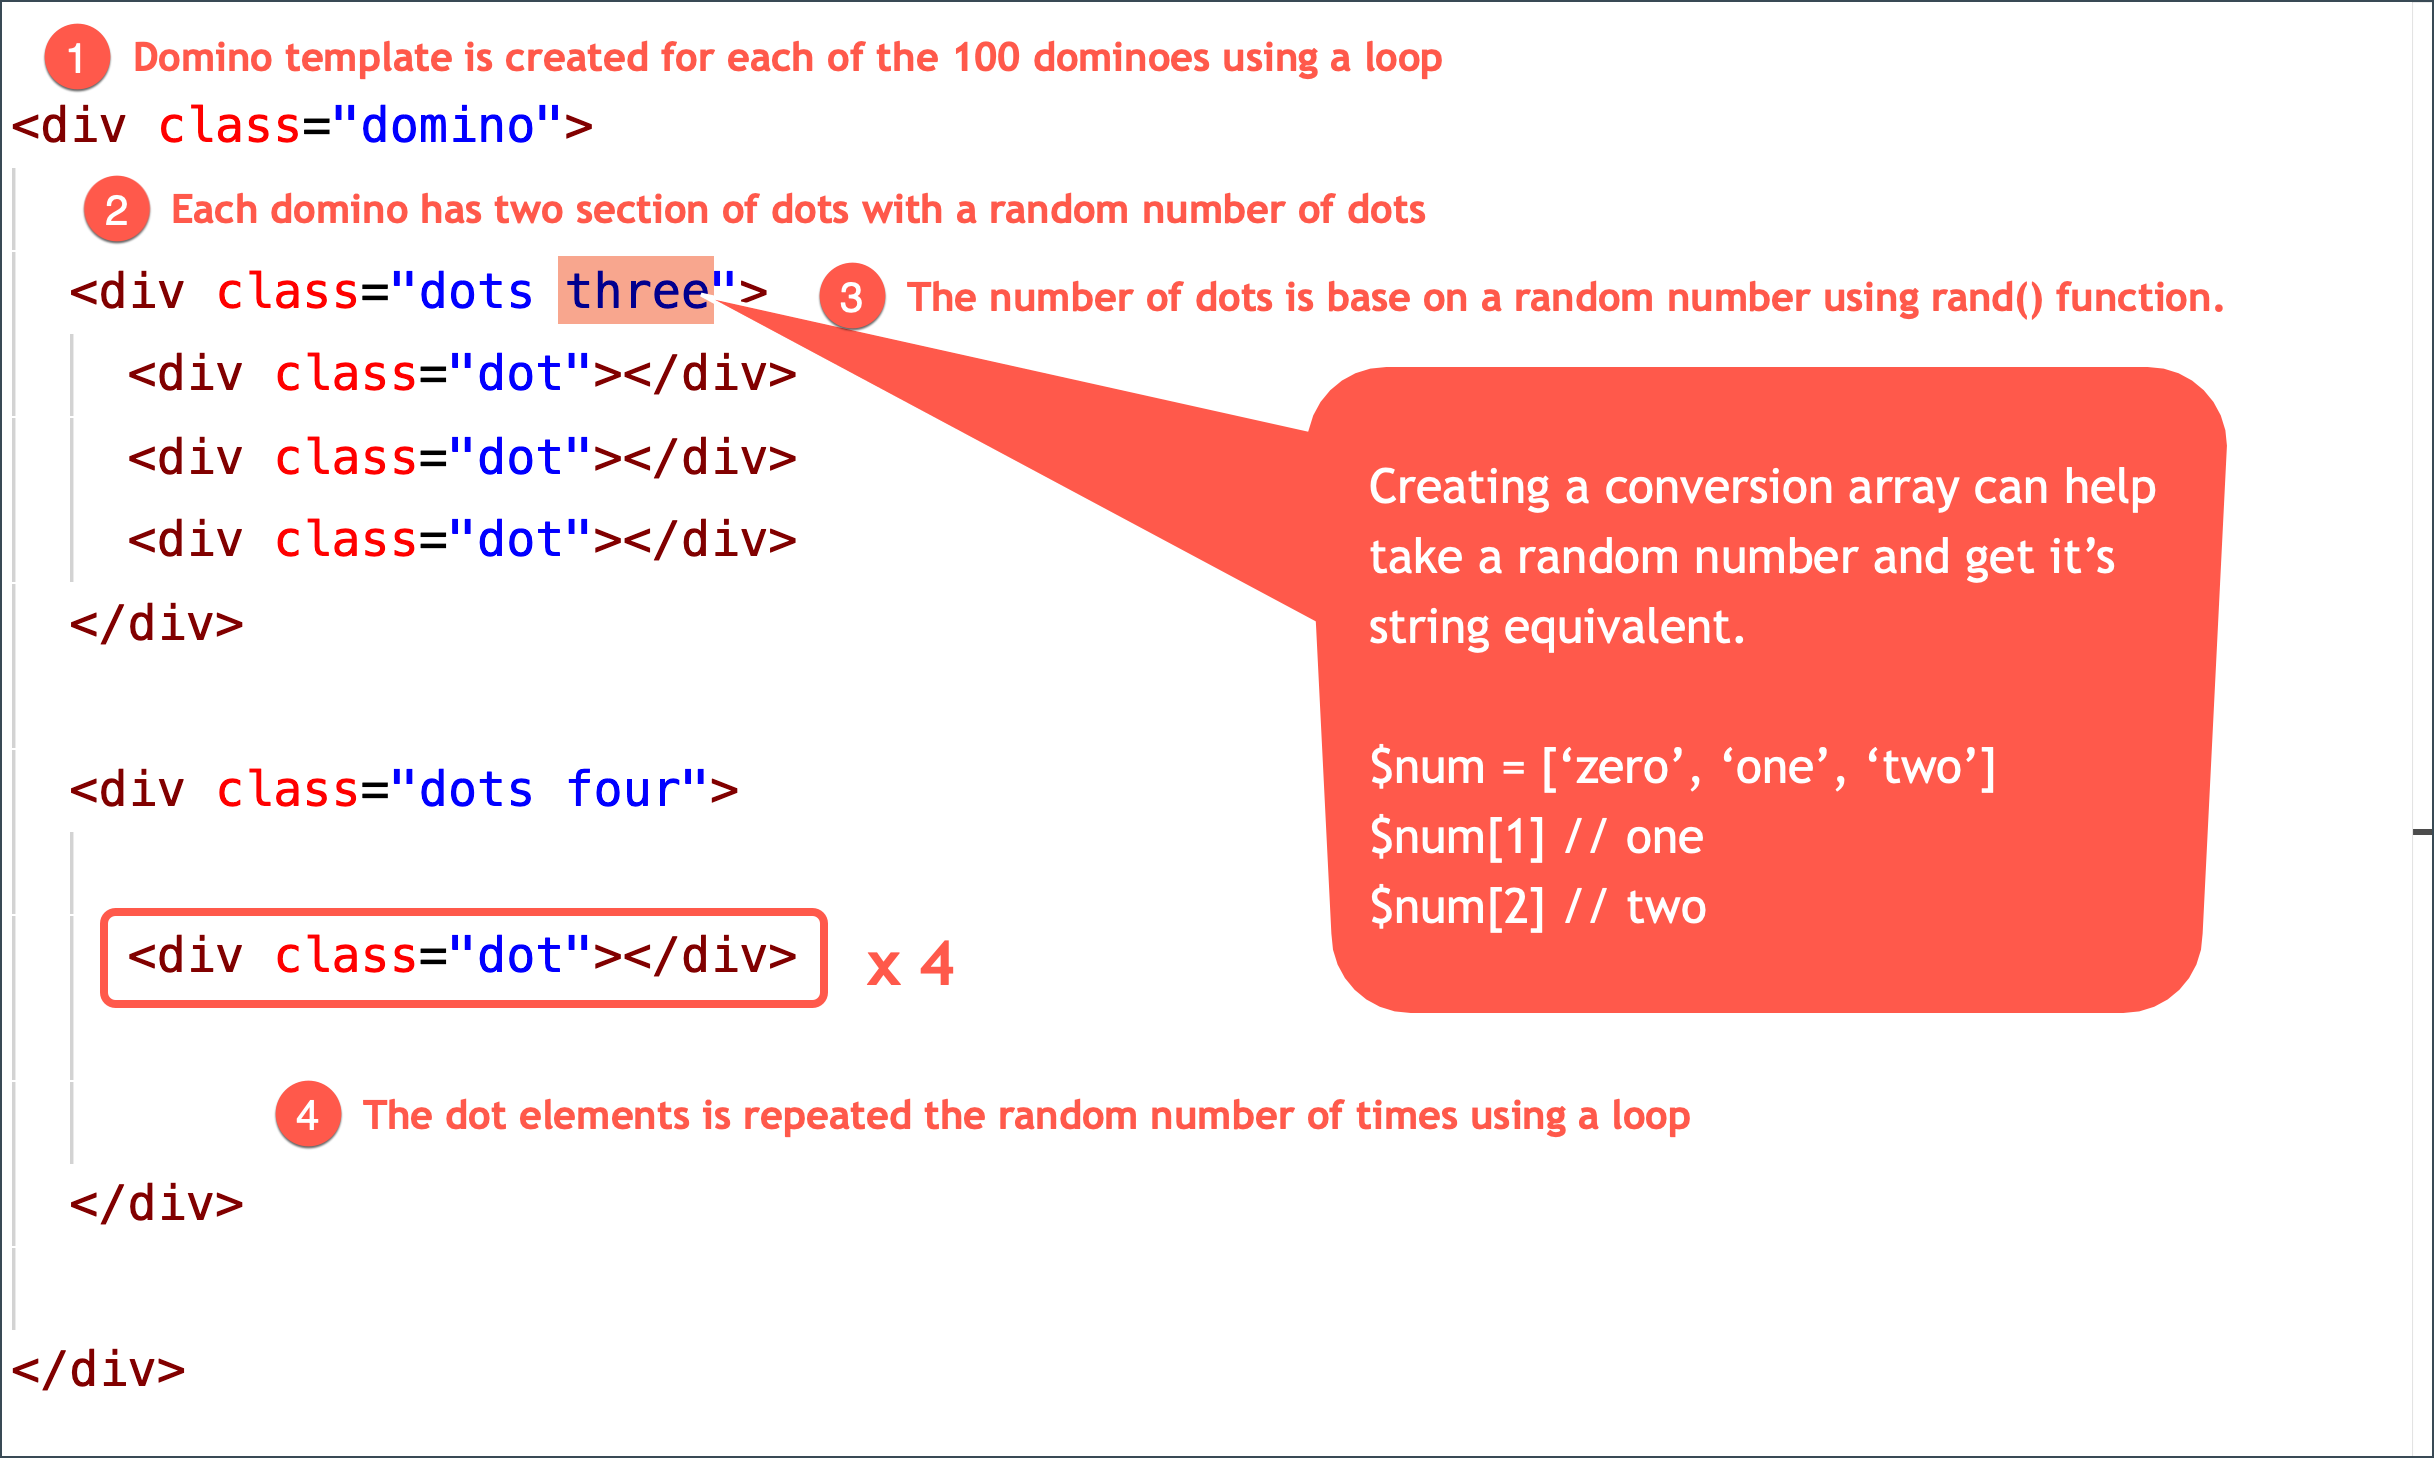 1 Domino template is created for each of the 100 dominoes using a loop
<div class="domino">
2 Each domino has two section of dots with a random number of dots
<div class="dots three">
3 The number of dots is base on a random number using rand() function.
<div class="dot"></div>
<div class="dot"></div>
<div class="dot"></div>
</div>
Creating a conversion array can help
take a random number and get it’s
string equivalent.
$num = [‘zero’, ‘one’, ‘two’]
$num[1] // one
$num[2] // two
<div class="dots four">
<div class="dot"></div> x 4
4 The dot elements is repeated the random number of times using a loop
</div>
</div>